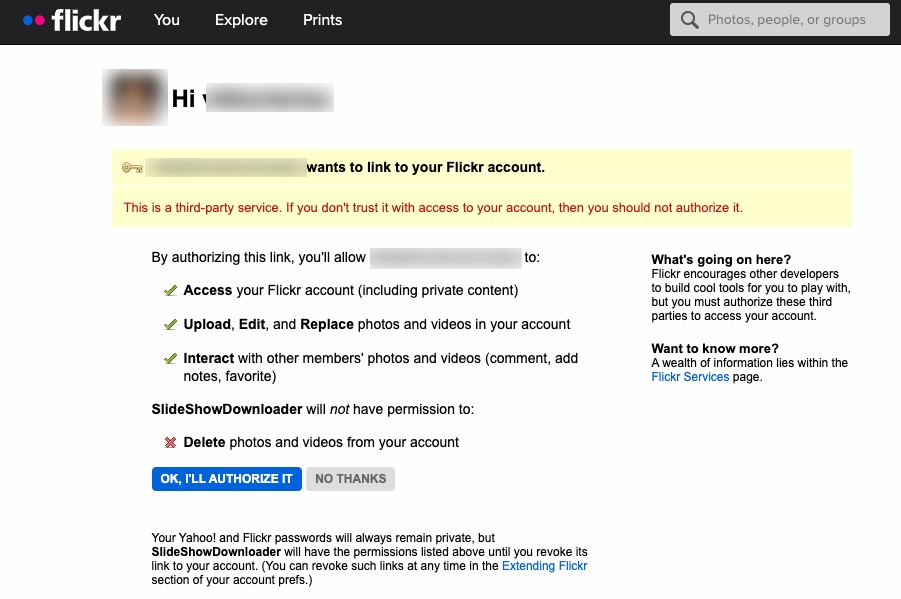 flickr You Explore Prints Photos, people, or groups
Hi
wants to link to your Flickr account.
This is a third-party service. If you don't trust it with access to your account, then you should not authorize it.
By authorizing this link, you'll allow to:
Access your Flickr account (including private content)
Upload, Edit, and Replace photos and videos in your account
Interact with other members' photos and videos (comment, add
notes, favorite)
SlideShowDownloader will not have permission to:
Delete photos and videos from your account
OK, I'LL AUTHORIZE IT NO THANKS
Your Yahoo! and Flickr passwords will always remain private, but
SlideShowDownloader will have the permissions listed above until you revoke its
link to your account. (You can revoke such links at any time in the Extending Flickr
section of your account prefs.)
What's going on here?
Flickr encourages other developers
to build cool tools for you to play with,
but you must authorize these third
parties to access your account.
Want to know more?
A wealth of information lies within the
Flickr Services page.